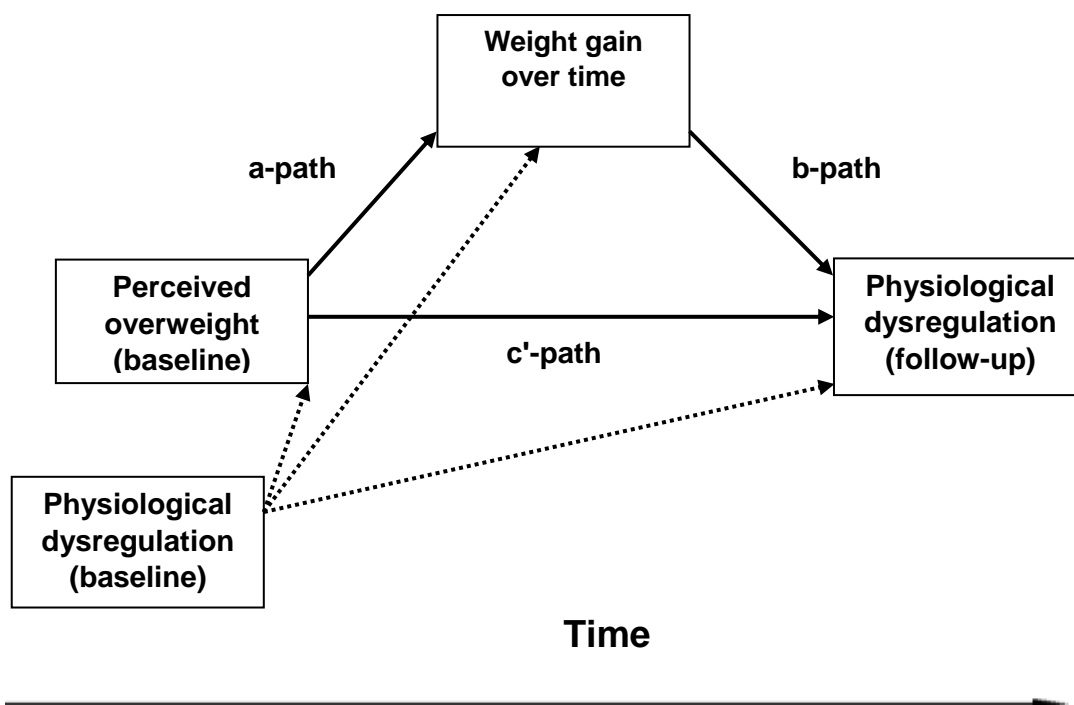 Weight gain
over time
a-path
b-path
Perceived
overweight
(baseline)
Physiological
dysregulation
(follow-up)
c'-path
Physiological
dysregulation
(baseline)
Time